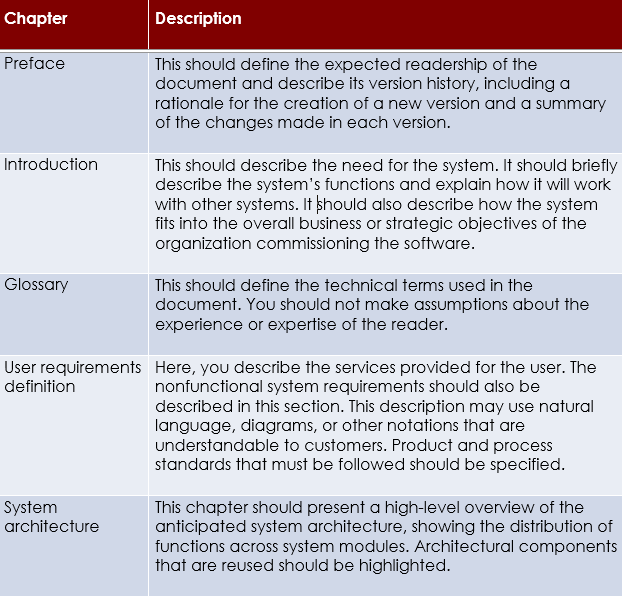 Chapter Description
Preface This should define the expected readership of the
document and describe its version history, including a
rationale for the creation of a new version and a summary
of the changes made in each version.
Introduction This should describe the need for the system. It should briefly
describe the system's functions and explain how it will work
with other systems. It should also describe how the system
fits into the overall business or strategic objectives of the
organization commissioning the software.
Glossary This should define the technical terms used in the
document. You should not make assumptions about the
experience or expertise of the reader.
User requirements Here, you describe the services provided for the user. The
definition nonfunctional system requirements should also be
described in this section. This description may use natural
language, diagrams, or other notations that are
understandable to customers. Product and process
standards that must be followed should be specified.
System This chapter should present a high-level overview of the
architecture anticipated system architecture, showing the distribution of
functions across system modules. Architectural components
that are reused should be highlighted.